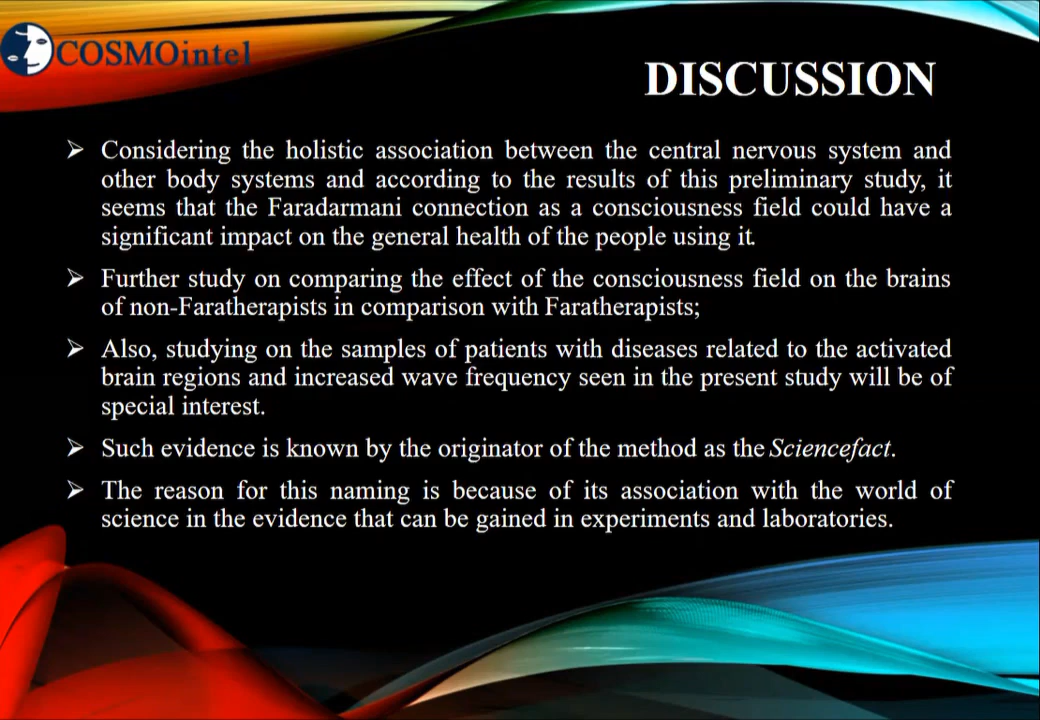 COSMOintel
DISCUSSION
➢ Considering the holistic association between the central nervous system and
other body systems and according to the results of this preliminary study, it
seems that the Faradarmani connection as a consciousness field could have a
significant impact on the general health of the people using it.
➢ Further study on comparing the effect of the consciousness field on the brains
of non-Faratherapists in comparison with Faratherapists;
➢ Also, studying on the samples of patients with diseases related to the activated
brain regions and increased wave frequency seen in the present study will be of
special interest.
➢ Such evidence is known by the originator of the method as the Sciencefact.
➢ The reason for this naming is because of its association with the world of
science in the evidence that can be gained in experiments and laboratories.